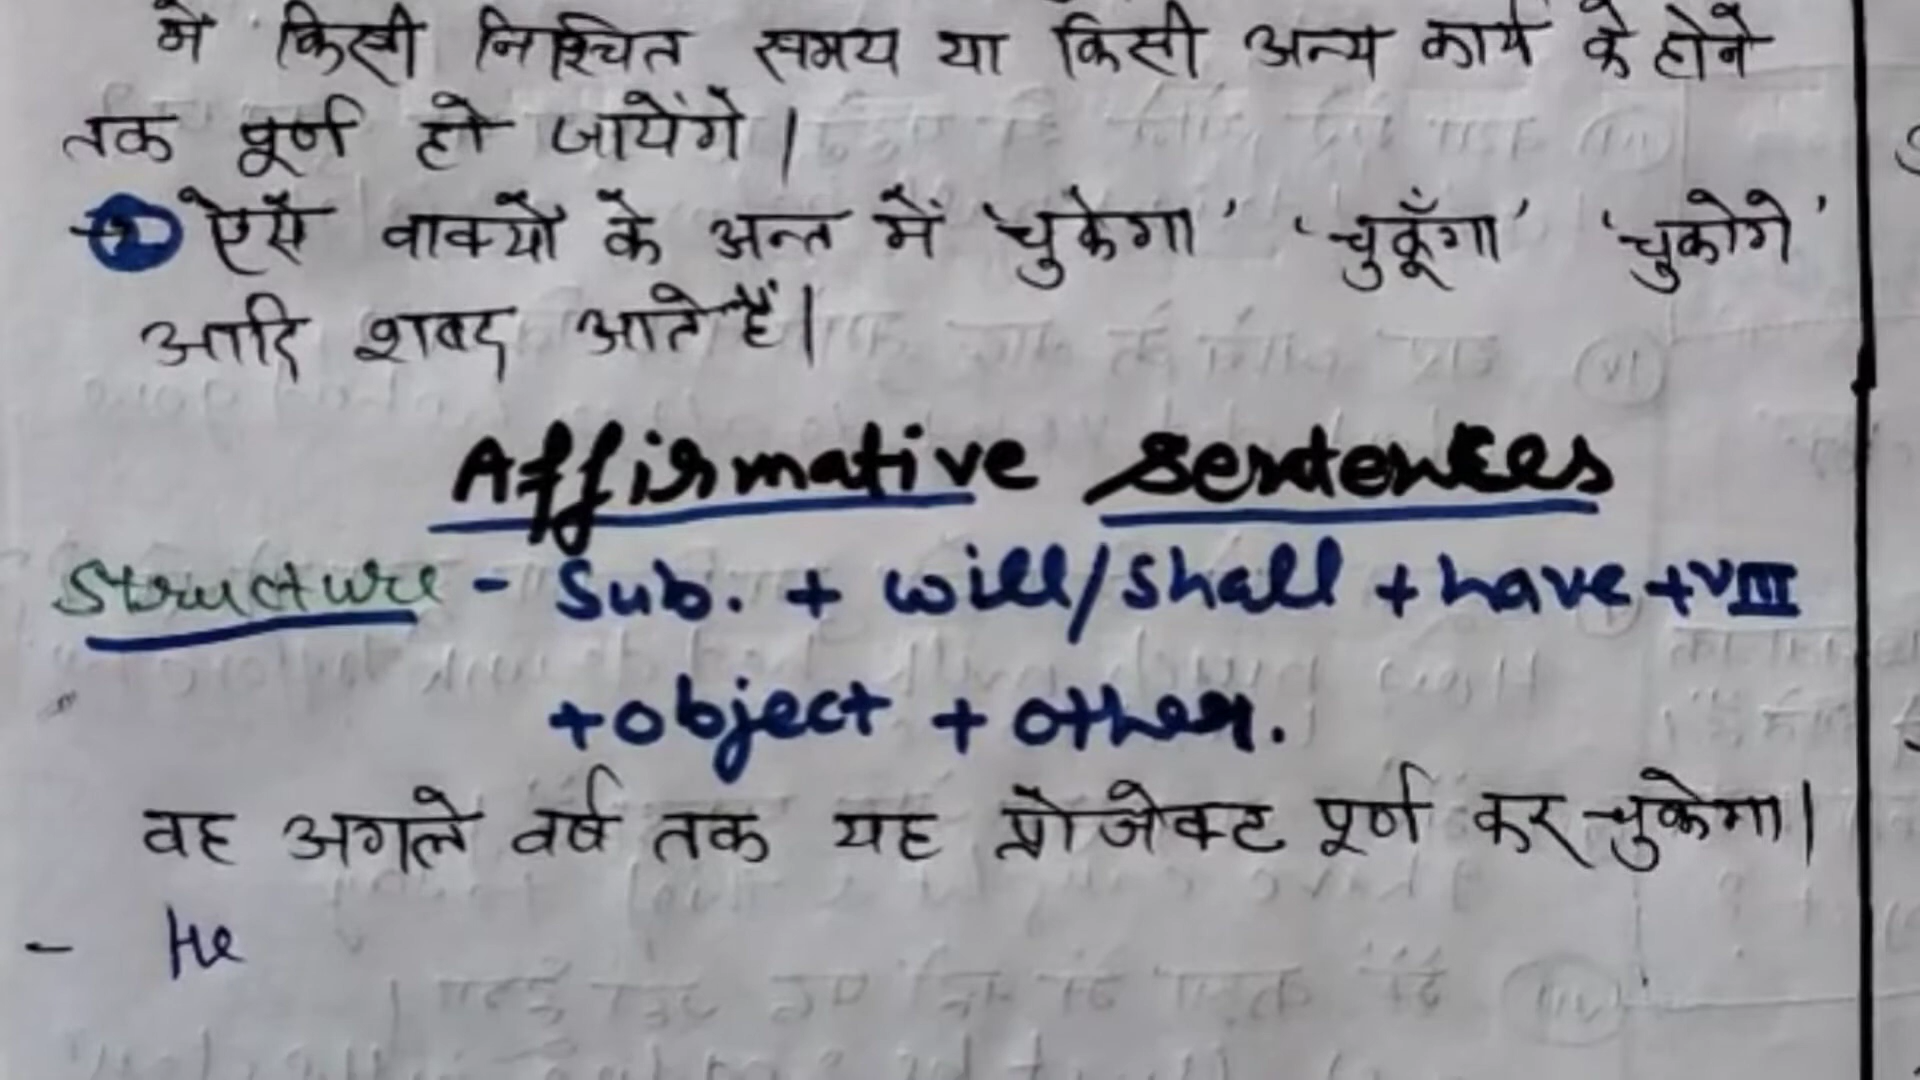 में किसी निश्चित समय या किसी अन्य कार्य के होने
तक पूर्ण हो जायेंगे।
→ ऐसे वाक्यों के अन्त में 'चुकेगा' 'चुकूँगा' 'चुकोगे'
आदि शबद आते हैं।
Affirmative Sentences
Structure - Sub. + will/shall + have + VIII
+ object + other.
वह अगले वर्ष तक यह प्रोजेक्ट पूर्ण कर चुकेगा।
- He